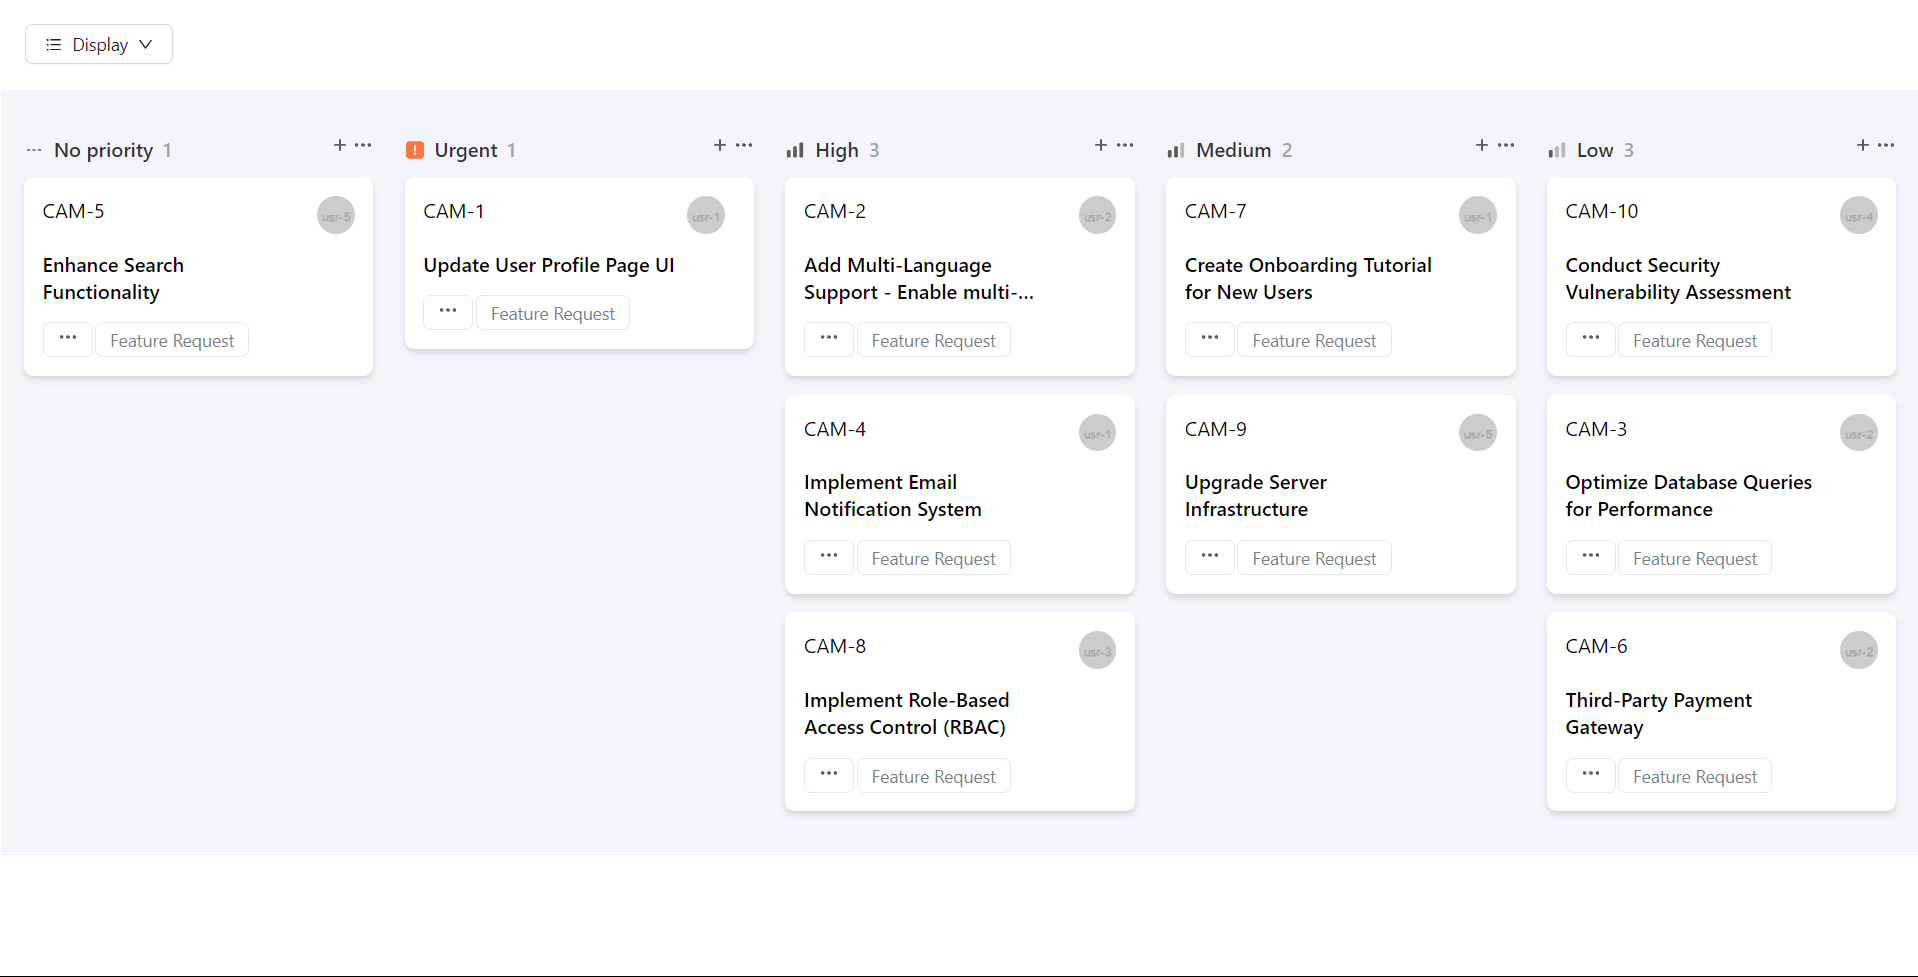 Display
No priority 1
CAM-5
usr-5
Enhance Search
Functionality
Feature Request
Urgent 1
CAM-1
usr-1
Update User Profile Page UI
Feature Request
High 3
CAM-2
usr-2
Add Multi-Language
Support - Enable multi-...
Feature Request
CAM-4
usr-1
Implement Email
Notification System
Feature Request
CAM-8
usr-3
Implement Role-Based
Access Control (RBAC)
Feature Request
Medium 2
CAM-7
usr-1
Create Onboarding Tutorial
for New Users
Feature Request
CAM-9
usr-5
Upgrade Server
Infrastructure
Feature Request
Low 3
CAM-10
usr-4
Conduct Security
Vulnerability Assessment
Feature Request
CAM-3
usr-2
Optimize Database Queries
for Performance
Feature Request
CAM-6
usr-2
Third-Party Payment
Gateway
Feature Request